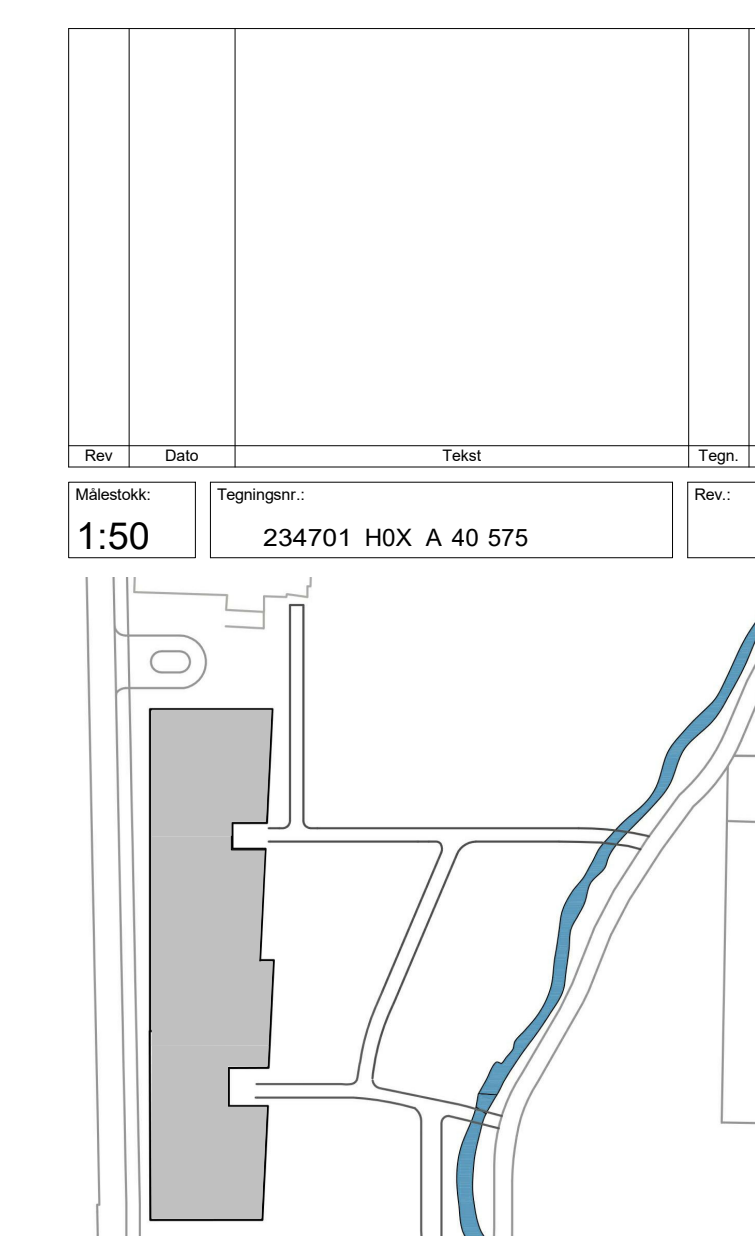 Rev Dato Tekst Tegn.
Målestokk: Tegningsnr.: Rev.:
1:50 234701 H0X A 40 575